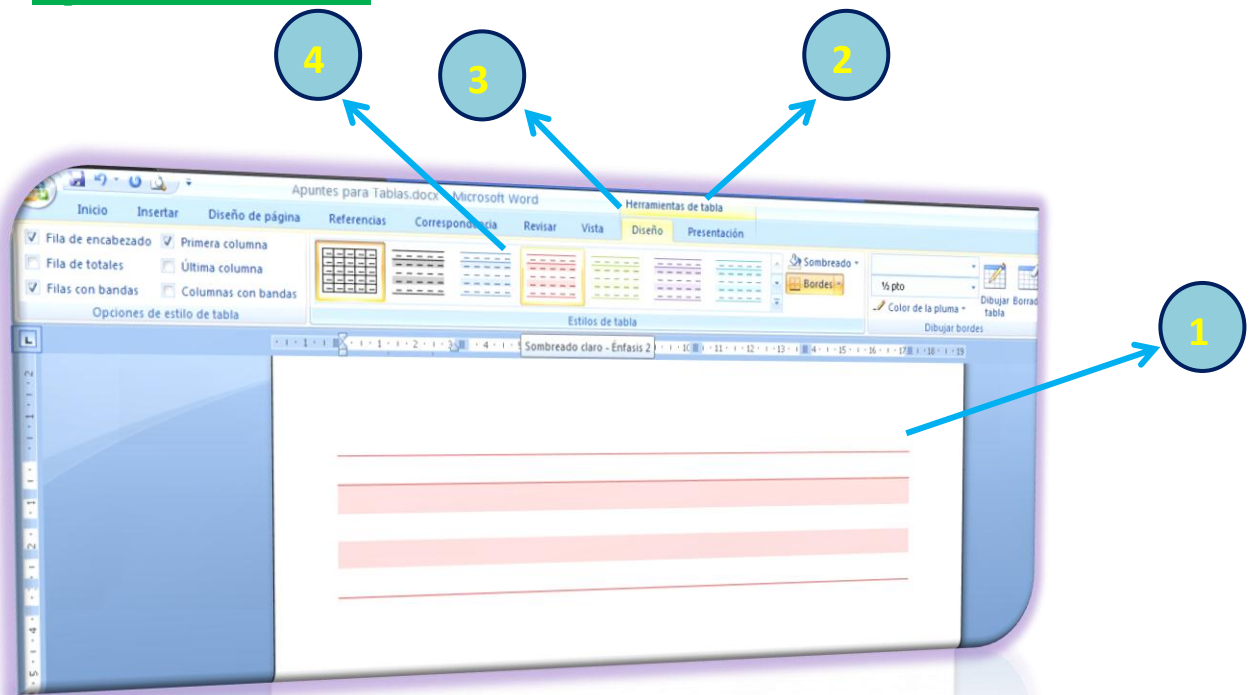 4
3
2
Apuntes para Tablas.docx - Microsoft Word
Herramientas de tabla
Inicio Insertar Diseño de página Referencias Correspondencia Revisar Vista Diseño Presentación
Fila de encabezado Primera columna
Fila de totales Última columna
Filas con bandas Columnas con bandas
Opciones de estilo de tabla
Estilos de tabla
Sombreado
Bordes
½ pto
Color de la pluma
Dibujar tabla
Dibujar bordes
1
Sombreado claro - Énfasis 2